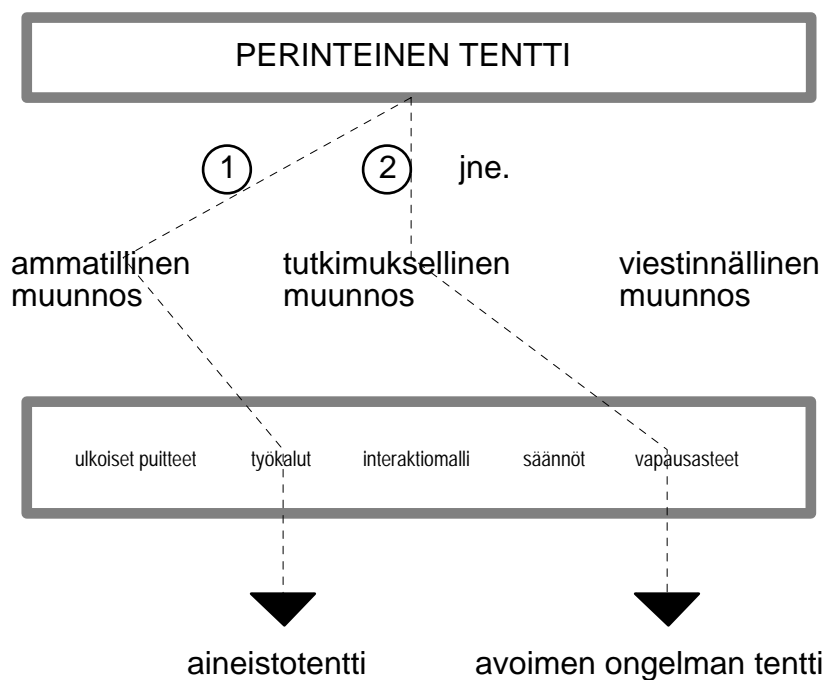 PERINTEINEN TENTTI
1 2 jne.
ammatillinen muunnos
tutkimuksellinen muunnos
viestinnällinen muunnos
ulkoiset puitteet työkalut interaktiomalli säännöt vapausasteet
aineistotentti avoimen ongelman tentti